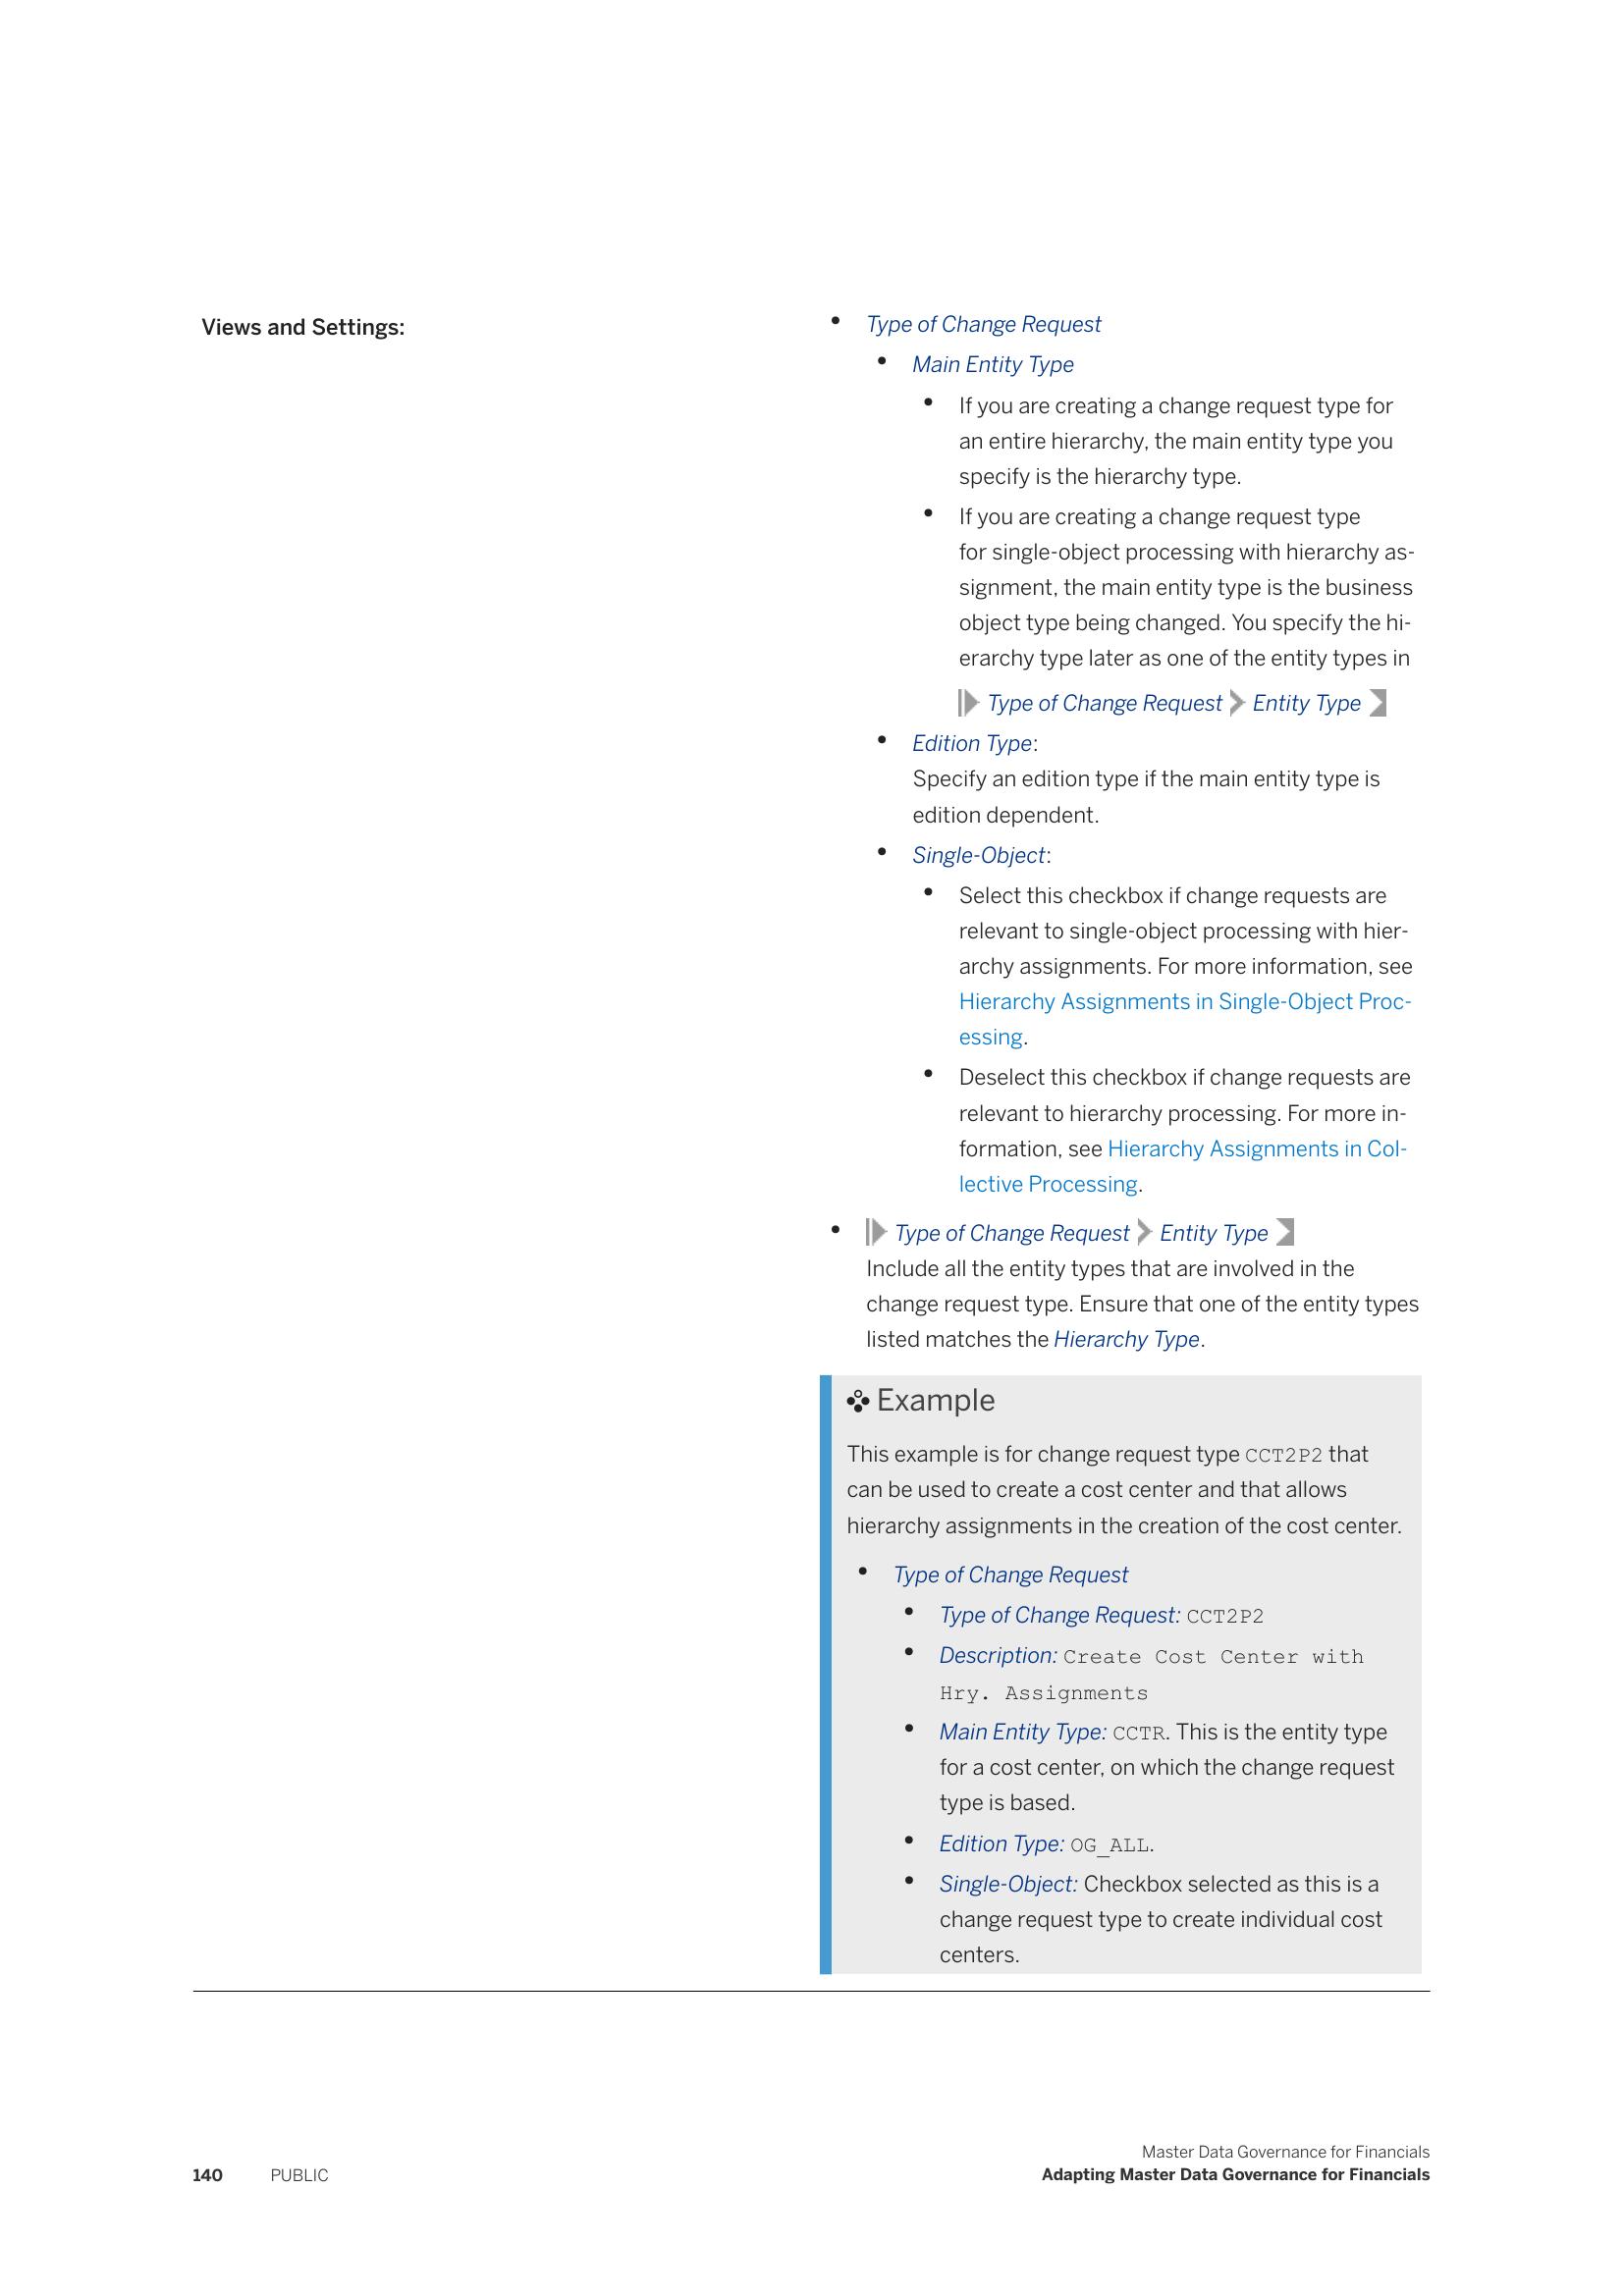 Views and Settings:
• Type of Change Request
• Main Entity Type
• If you are creating a change request type for
an entire hierarchy, the main entity type you
specify is the hierarchy type.
• If you are creating a change request type
for single-object processing with hierarchy as-
signment, the main entity type is the business
object type being changed. You specify the hi-
erarchy type later as one of the entity types in
Type of Change Request Entity Type
• Edition Type:
Specify an edition type if the main entity type is
edition dependent.
• Single-Object:
• Select this checkbox if change requests are
relevant to single-object processing with hier-
archy assignments. For more information, see
Hierarchy Assignments in Single-Object Proc-
essing.
• Deselect this checkbox if change requests are
relevant to hierarchy processing. For more in-
formation, see Hierarchy Assignments in Col-
lective Processing.
• Type of Change Request Entity Type
Include all the entity types that are involved in the
change request type. Ensure that one of the entity types
listed matches the Hierarchy Type.
Example
This example is for change request type CCT2P2 that
can be used to create a cost center and that allows
hierarchy assignments in the creation of the cost center.
• Type of Change Request
• Type of Change Request: CCT2P2
• Description: Create Cost Center with
Hry. Assignments
• Main Entity Type: CCTR. This is the entity type
for a cost center, on which the change request
type is based.
• Edition Type: OG_ALL.
• Single-Object: Checkbox selected as this is a
change request type to create individual cost
centers.
Master Data Governance for Financials
140 PUBLIC Adapting Master Data Governance for Financials